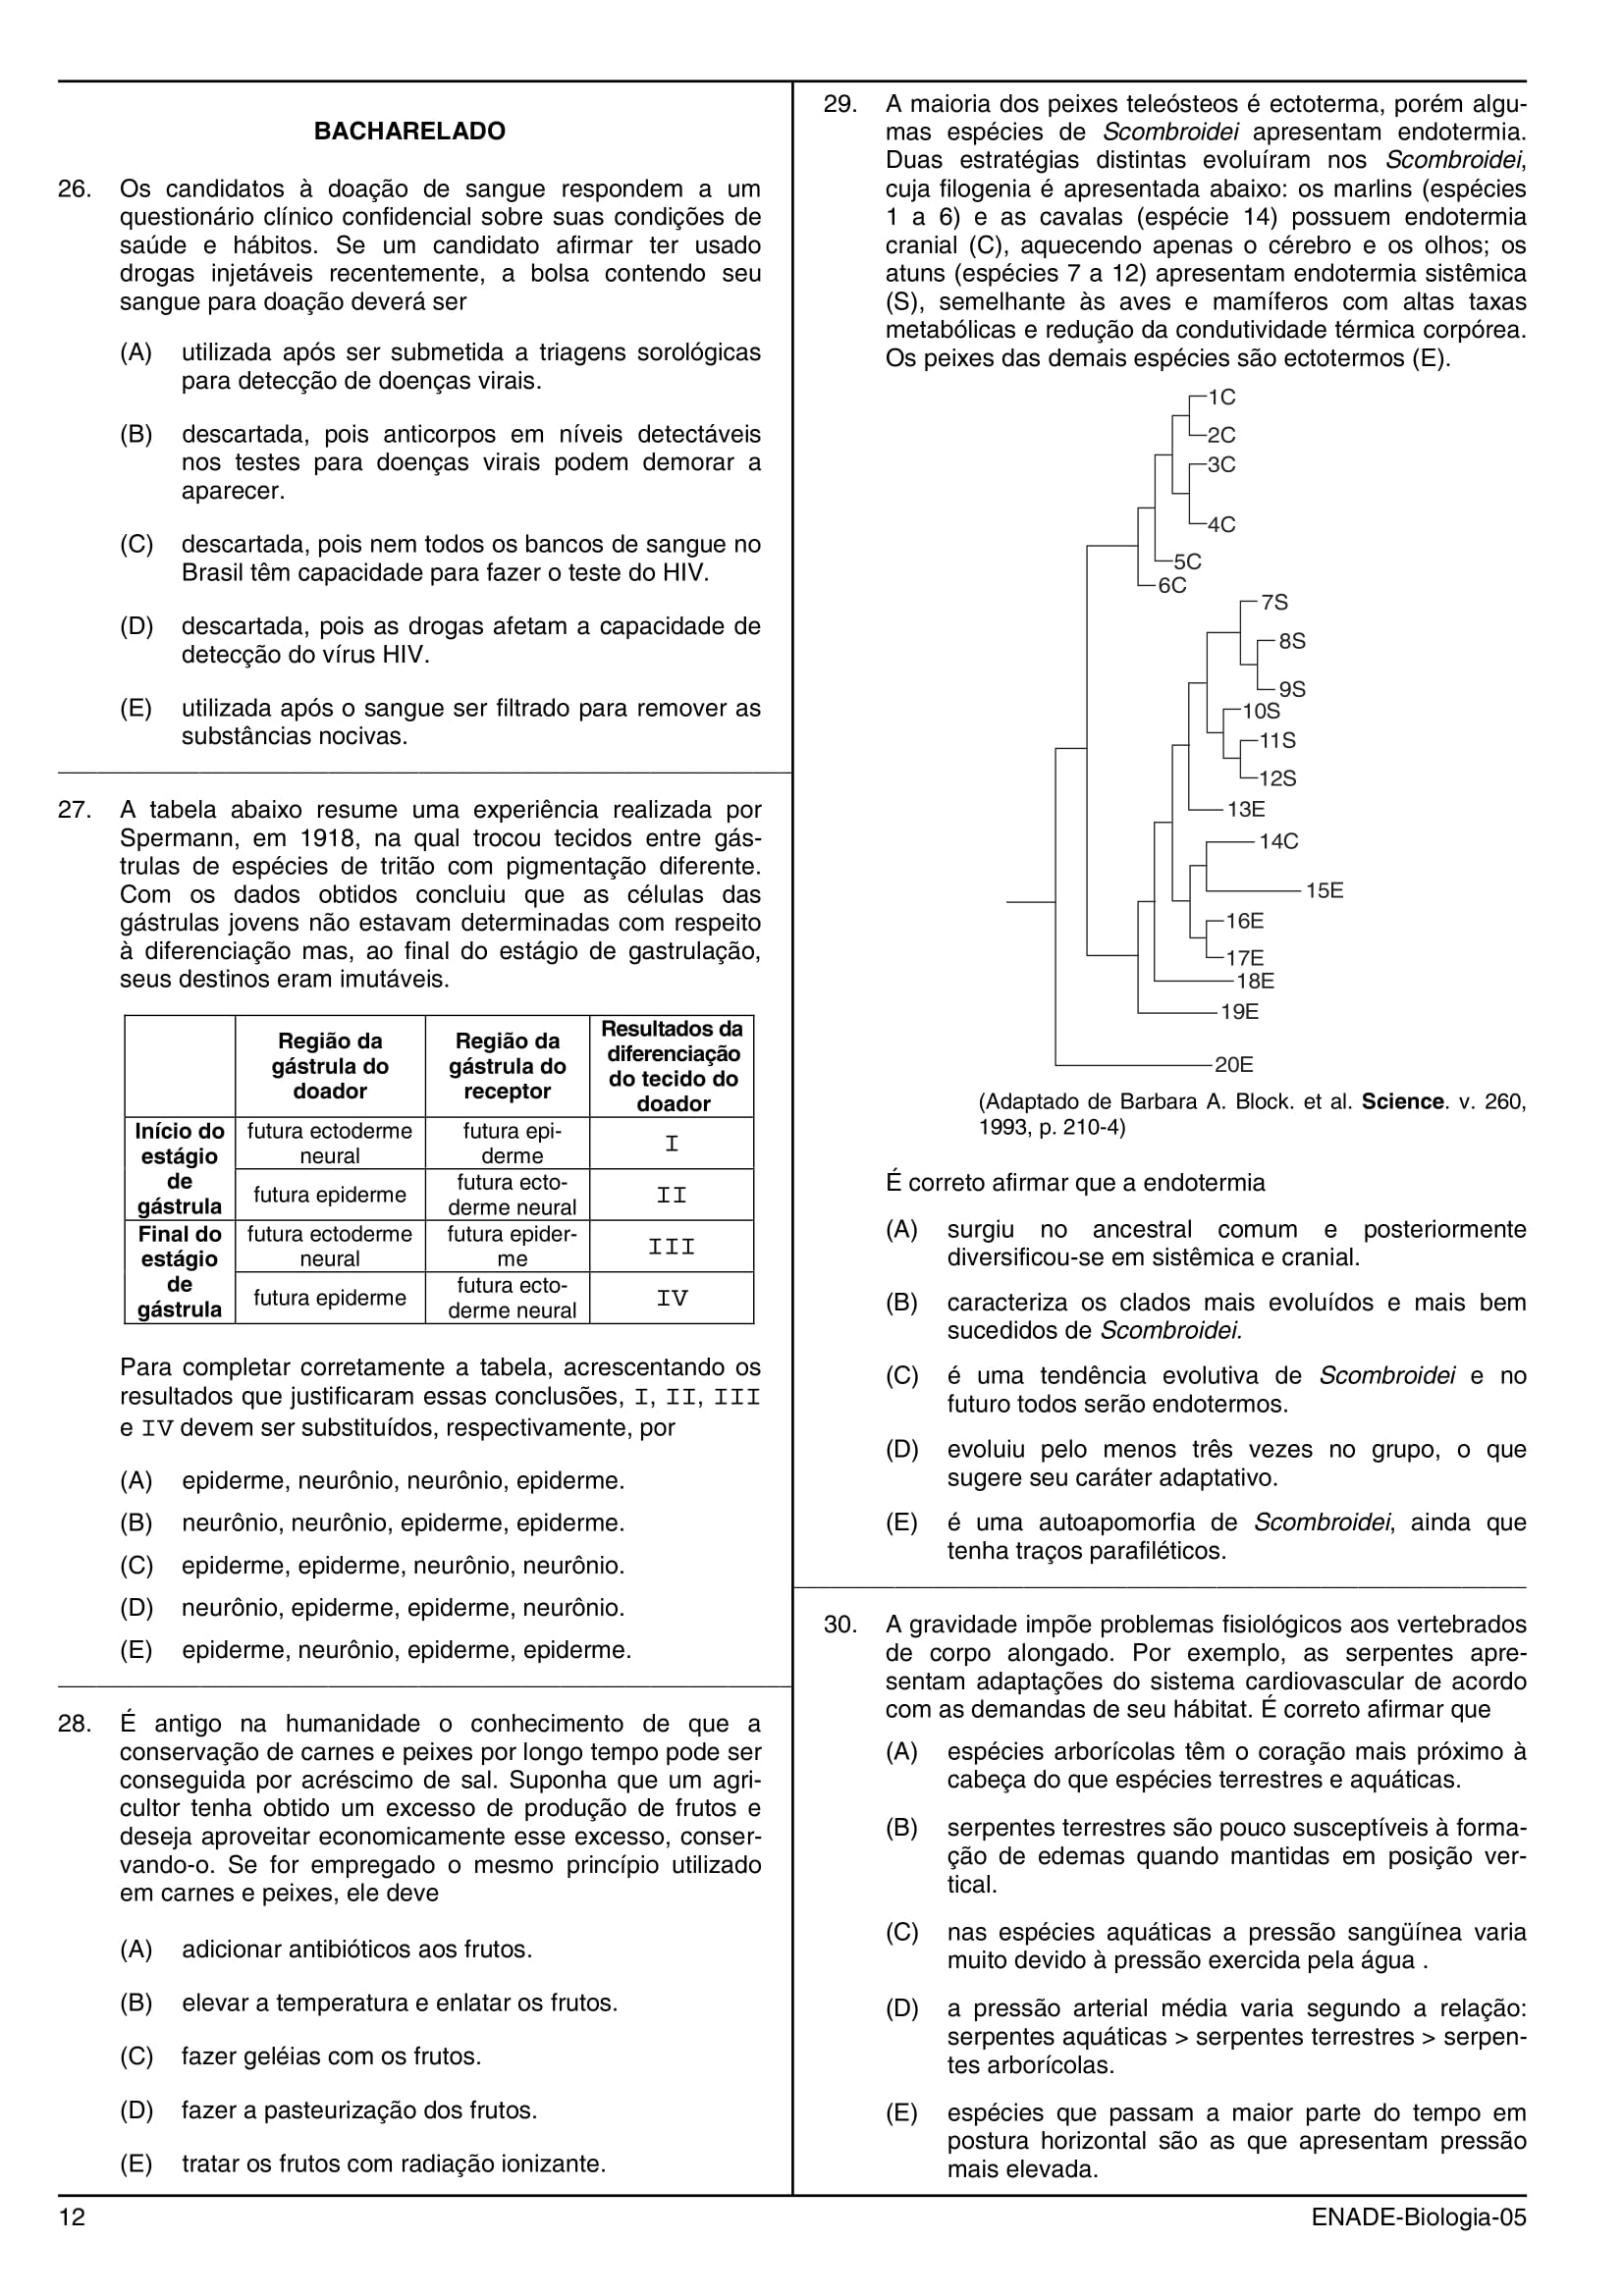 BACHARELADO
26. Os candidatos à doação de sangue respondem a um
questionário clínico confidencial sobre suas condições de
saúde e hábitos. Se um candidato afirmar ter usado
drogas injetáveis recentemente, a bolsa contendo seu
sangue para doação deverá ser
(A) utilizada após ser submetida a triagens sorológicas
para detecção de doenças virais.
(B) descartada, pois anticorpos em níveis detectáveis
nos testes para doenças virais podem demorar a
aparecer.
(C) descartada, pois nem todos os bancos de sangue no
Brasil têm capacidade para fazer o teste do HIV.
(D) descartada, pois as drogas afetam a capacidade de
detecção do vírus HIV.
(E) utilizada após o sangue ser filtrado para remover as
substâncias nocivas.
27. A tabela abaixo resume uma experiência realizada por
Spermann, em 1918, na qual trocou tecidos entre gás-
trulas de espécies de tritão com pigmentação diferente.
Com os dados obtidos concluiu que as células das
gástrulas jovens não estavam determinadas com respeito
à diferenciação mas, ao final do estágio de gastrulação,
seus destinos eram imutáveis.
Região da
gástrula do
doador
Região da
gástrula do
receptor
Resultados da
diferenciação
do tecido do
doador
Início do
estágio
de
gástrula
futura ectoderme
neural
futura epi-
derme
I
futura epiderme
futura ecto-
derme neural
II
Final do
estágio
de
gástrula
futura ectoderme
neural
futura epider-
me
III
futura epiderme
futura ecto-
derme neural
IV
Para completar corretamente a tabela, acrescentando os
resultados que justificaram essas conclusões, I, II, III
e IV devem ser substituídos, respectivamente, por
(A) epiderme, neurônio, neurônio, epiderme.
(B) neurônio, neurônio, epiderme, epiderme.
(C) epiderme, epiderme, neurônio, neurônio.
(D) neurônio, epiderme, epiderme, neurônio.
(E) epiderme, neurônio, epiderme, epiderme.
28. É antigo na humanidade o conhecimento de que a
conservação de carnes e peixes por longo tempo pode ser
conseguida por acréscimo de sal. Suponha que um agri-
cultor tenha obtido um excesso de produção de frutos e
deseja aproveitar economicamente esse excesso, conser-
vando-o. Se for empregado o mesmo princípio utilizado
em carnes e peixes, ele deve
(A) adicionar antibióticos aos frutos.
(B) elevar a temperatura e enlatar os frutos.
(C) fazer geléias com os frutos.
(D) fazer a pasteurização dos frutos.
(E) tratar os frutos com radiação ionizante.
29. A maioria dos peixes teleósteos é ectoterma, porém algu-
mas espécies de Scombroidei apresentam endotermia.
Duas estratégias distintas evoluíram nos Scombroidei,
cuja filogenia é apresentada abaixo: os marlins (espécies
1 a 6) e as cavalas (espécie 14) possuem endotermia
cranial (C), aquecendo apenas o cérebro e os olhos; os
atuns (espécies 7 a 12) apresentam endotermia sistêmica
(S), semelhante às aves e mamíferos com altas taxas
metabólicas e redução da condutividade térmica corpórea.
Os peixes das demais espécies são ectotermos (E).
1C
2C
3C
4C
5C
6C
7S
8S
9S
10S
11S
12S
13E
14C
15E
16E
17E
18E
19E
20E
(Adaptado de Barbara A. Block. et al. Science. v. 260,
1993, p. 210-4)
É correto afirmar que a endotermia
(A) surgiu no ancestral comum e posteriormente
diversificou-se em sistêmica e cranial.
(B) caracteriza os clados mais evoluídos e mais bem
sucedidos de Scombroidei.
(C) é uma tendência evolutiva de Scombroidei e no
futuro todos serão endotermos.
(D) evoluiu pelo menos três vezes no grupo, o que
sugere seu caráter adaptativo.
(E) é uma autoapomorfia de Scombroidei, ainda que
tenha traços parafiléticos.
30. A gravidade impõe problemas fisiológicos aos vertebrados
de corpo alongado. Por exemplo, as serpentes apre-
sentam adaptações do sistema cardiovascular de acordo
com as demandas de seu hábitat. É correto afirmar que
(A) espécies arborícolas têm o coração mais próximo à
cabeça do que espécies terrestres e aquáticas.
(B) serpentes terrestres são pouco susceptíveis à forma-
ção de edemas quando mantidas em posição ver-
tical.
(C) nas espécies aquáticas a pressão sangüínea varia
muito devido à pressão exercida pela água .
(D) a pressão arterial média varia segundo a relação:
serpentes aquáticas > serpentes terrestres > serpen-
tes arborícolas.
(E) espécies que passam a maior parte do tempo em
postura horizontal são as que apresentam pressão
mais elevada.
12
ENADE-Biologia-05